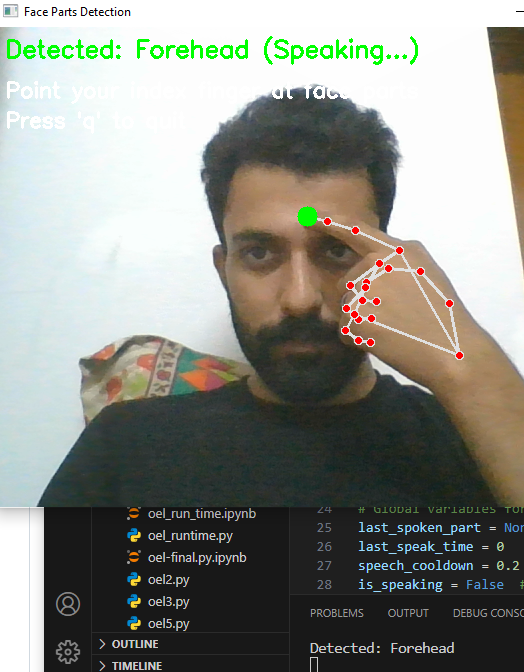 Face Parts Detection
Detected: Forehead (Speaking...)
Point your index finger at face parts
Press 'q' to quit
oel_run_time.ipynb
oel_runtime.py
oel-final.py.ipynb
oel2.py
oel3.py
oel5.py
OUTLINE
TIMELINE
24 # Global variables for
25 last_spoken_part = Non
26 last_speak_time = 0
27 speech_cooldown = 0.2
28 is_speaking = False #
PROBLEMS OUTPUT DEBUG CONSO
Detected: Forehead